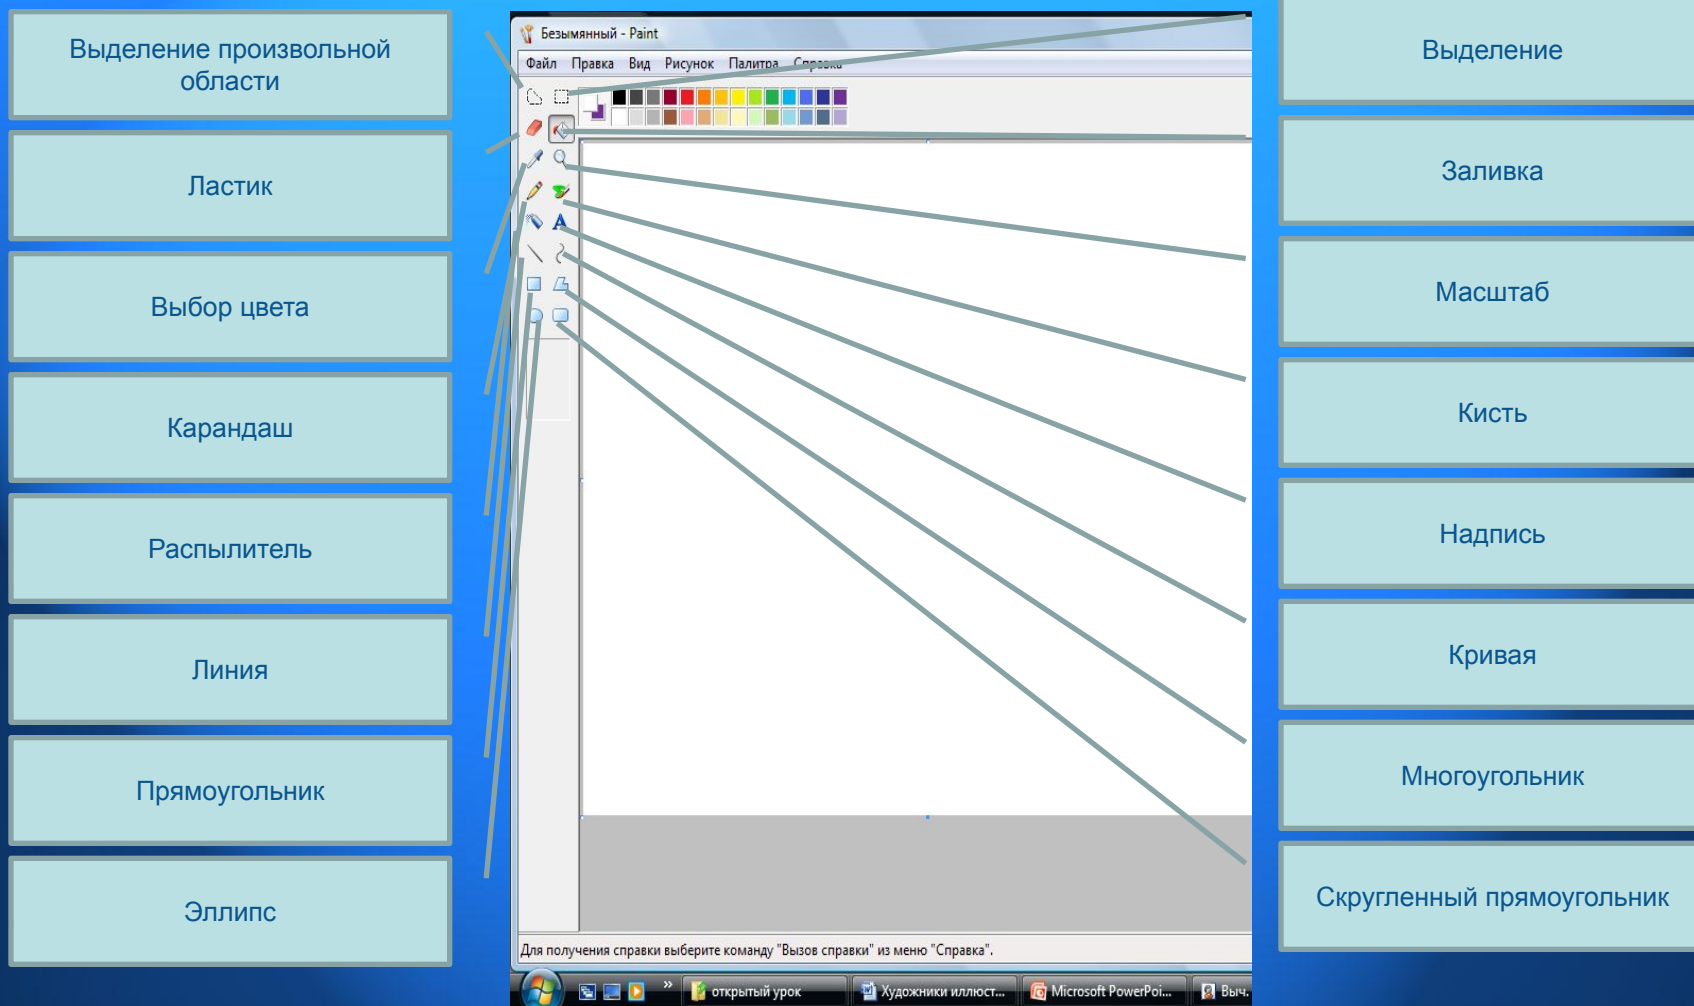 Выделение произвольной
области
Ластик
Выбор цвета
Карандаш
Распылитель
Линия
Прямоугольник
Эллипс
Безымянный - Paint
Файл Правка Вид Рисунок Палитра Справка
A
Для получения справки выберите команду "Вызов справки" из меню "Справка".
» открытый урок Художники иллюст... Microsoft PowerPoi... Выч.
Выделение
Заливка
Масштаб
Кисть
Надпись
Кривая
Многоугольник
Скругленный прямоугольник